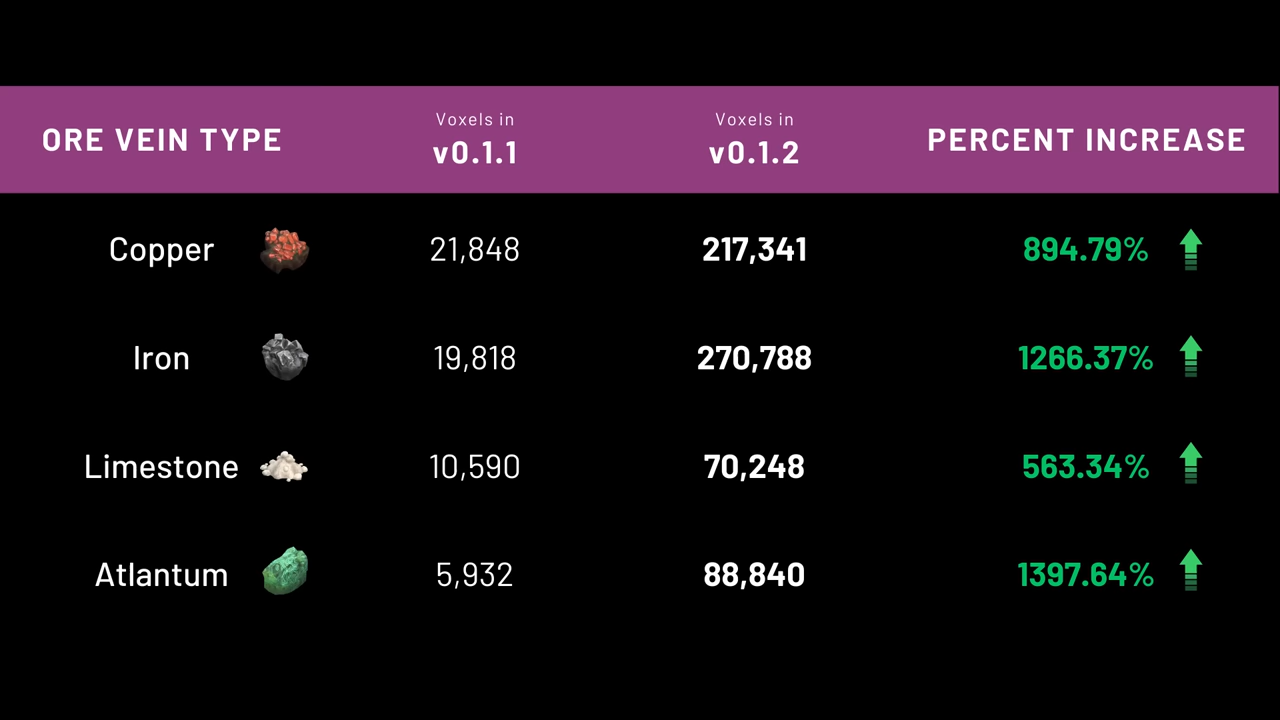 ORE VEIN TYPE
Voxels in
v0.1.1
Voxels in
v0.1.2
PERCENT INCREASE
Copper 21,848 217,341 894.79%
Iron 19,818 270,788 1266.37%
Limestone 10,590 70,248 563.34%
Atlantum 5,932 88,840 1397.64%